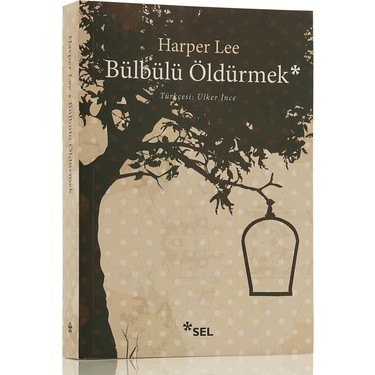 Harper Lee
Bülbülü Öldürmek*
Türkçesi: Ülker İnce
*SEL
Harper Lee • Bülbülü Öldürmek